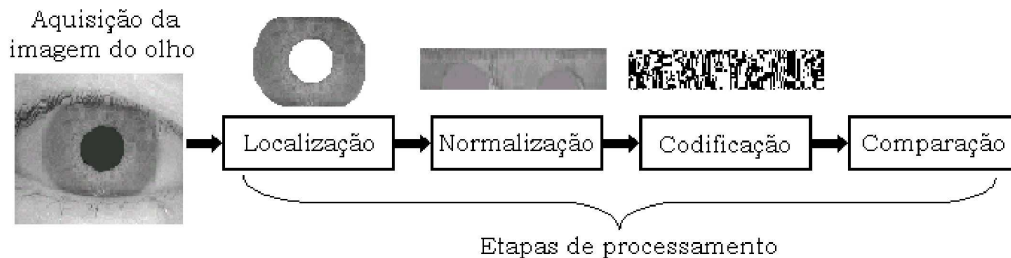 Aquisição da
imagem do olho
Localização
Normalização
Codificação
Comparação
Etapas de processamento